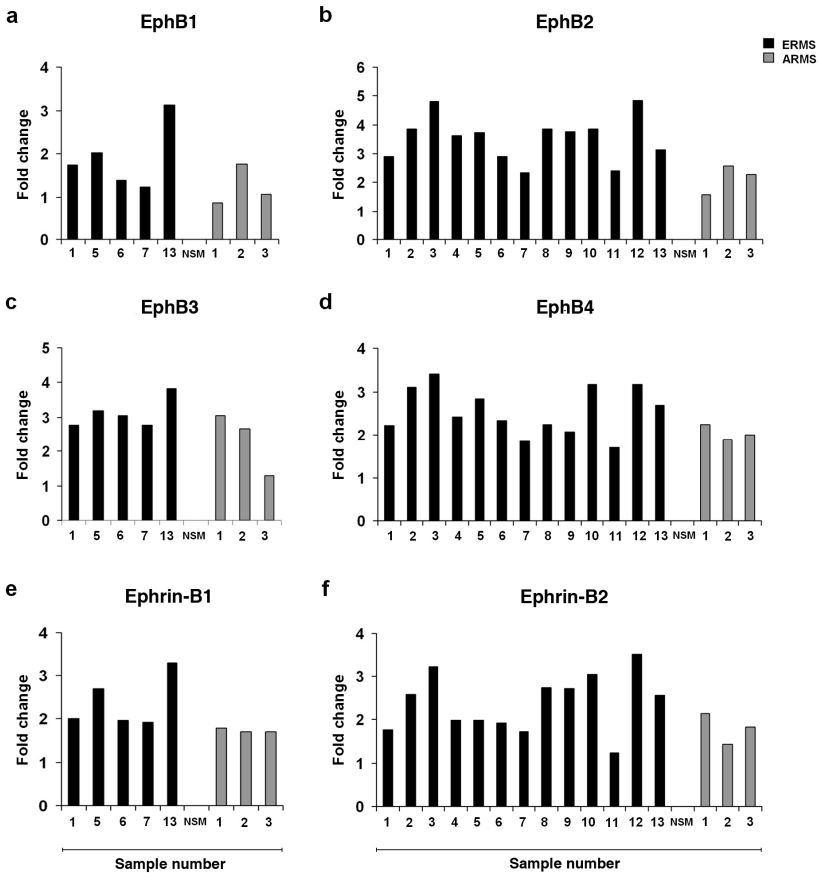 a
EphB1
b
EphB2
ERMS
ARMS
Fold change
4
3
2
1
0
1 5 6 7 13 NSM 1 2 3
Fold change
6
5
4
3
2
1
0
1 2 3 4 5 6 7 8 9 10 11 12 13 NSM 1 2 3
c
EphB3
d
EphB4
Fold change
5
4
3
2
1
0
1 5 6 7 13 NSM 1 2 3
Fold change
4
3
2
1
0
1 2 3 4 5 6 7 8 9 10 11 12 13 NSM 1 2 3
e
Ephrin-B1
f
Ephrin-B2
Fold change
4
3
2
1
0
1 5 6 7 13 NSM 1 2 3
Sample number
Fold change
4
3
2
1
0
1 2 3 4 5 6 7 8 9 10 11 12 13 NSM 1 2 3
Sample number